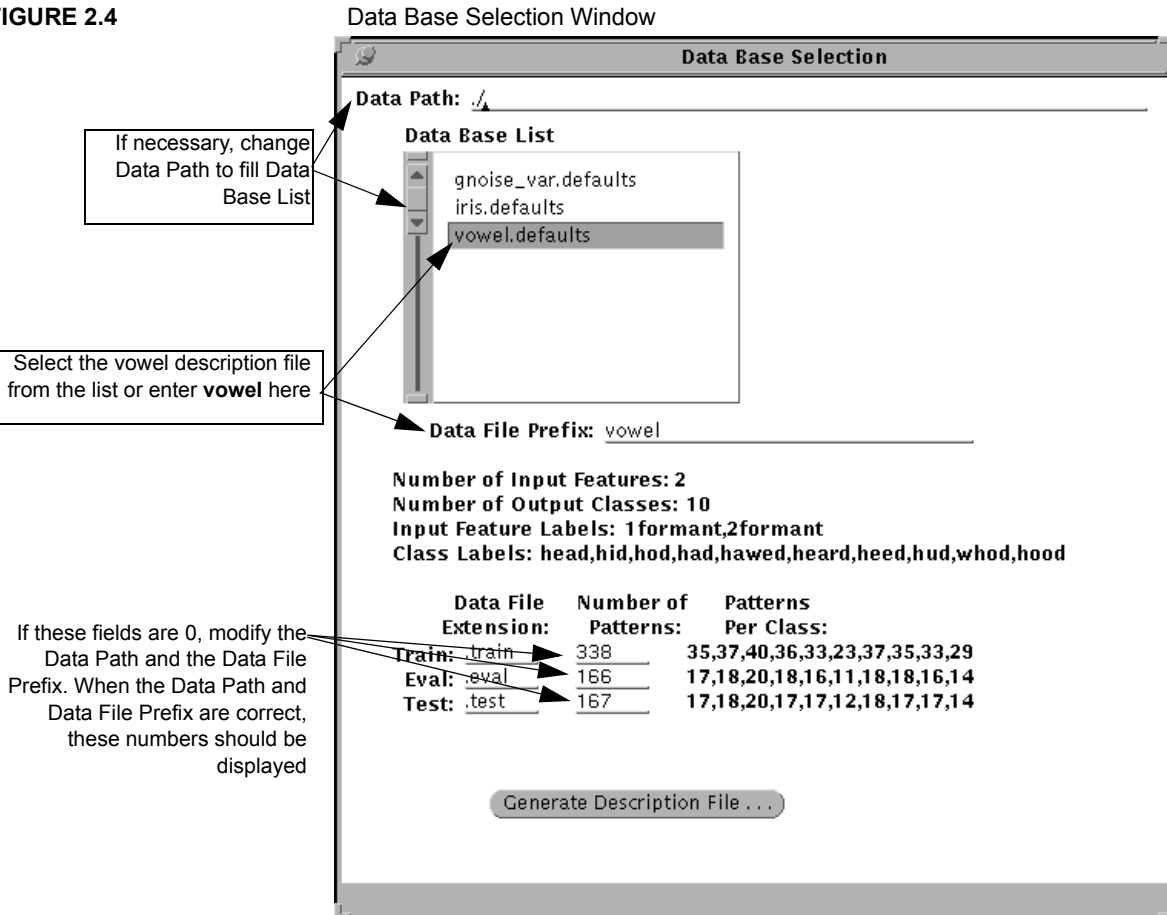 FIGURE 2.4
Data Base Selection Window
Data Base Selection
Data Path: ./
If necessary, change
Data Path to fill Data
Base List
Data Base List
gnoise_var.defaults
iris.defaults
vowel.defaults
Select the vowel description file
from the list or enter vowel here
Data File Prefix: vowel
Number of Input Features: 2
Number of Output Classes: 10
Input Feature Labels: 1formant,2formant
Class Labels: head,hid,hod,had,hawed,heard,heed,hud,whod,hood
Data File Number of Patterns
Extension: Patterns: Per Class:
Train: .train 338 35,37,40,36,33,23,37,35,33,29
Eval: .eval 166 17,18,20,18,16,11,18,18,16,14
Test: .test 167 17,18,20,17,17,12,18,17,17,14
If these fields are 0, modify the
Data Path and the Data File
Prefix. When the Data Path and
Data File Prefix are correct,
these numbers should be
displayed
Generate Description File . . .